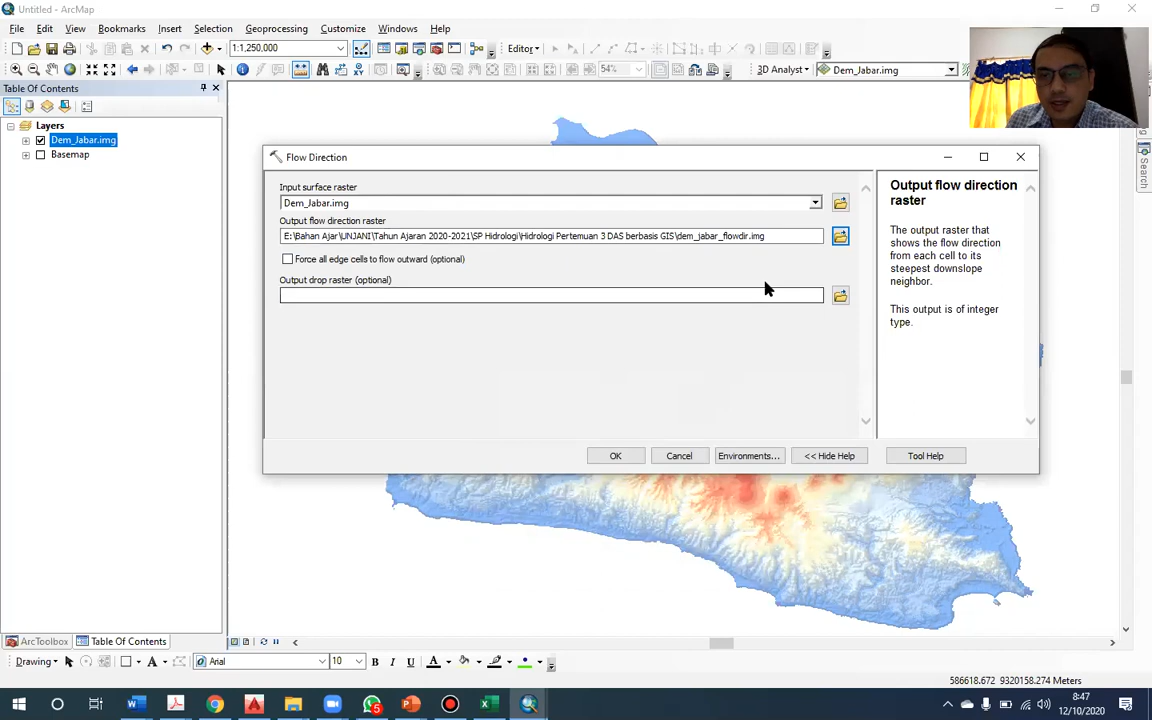 Untitled - ArcMap
File Edit View Bookmarks Insert Selection Geoprocessing Customize Windows Help
1:1,250,000 Editor
54% 3D Analyst Dem_Jabar.img
Table Of Contents
Layers
Dem_Jabar.img
Basemap
Search
Flow Direction
Input surface raster
Dem_Jabar.img
Output flow direction raster
E:\Bahan Ajar\UNJANI\Tahun Ajaran 2020-2021\SP Hidrologi\Hidrologi Pertemuan 3 DAS berbasis GIS\dem_jabar_flowdir.img
Force all edge cells to flow outward (optional)
Output drop raster (optional)
Output flow direction
raster
The output raster that
shows the flow direction
from each cell to its
steepest downslope
neighbor.
This output is of integer
type.
OK Cancel Environments... << Hide Help Tool Help
ArcToolbox Table Of Contents
Drawing Arial 10 B I U A
586618.672 9320158.274 Meters
8:47
12/10/2020